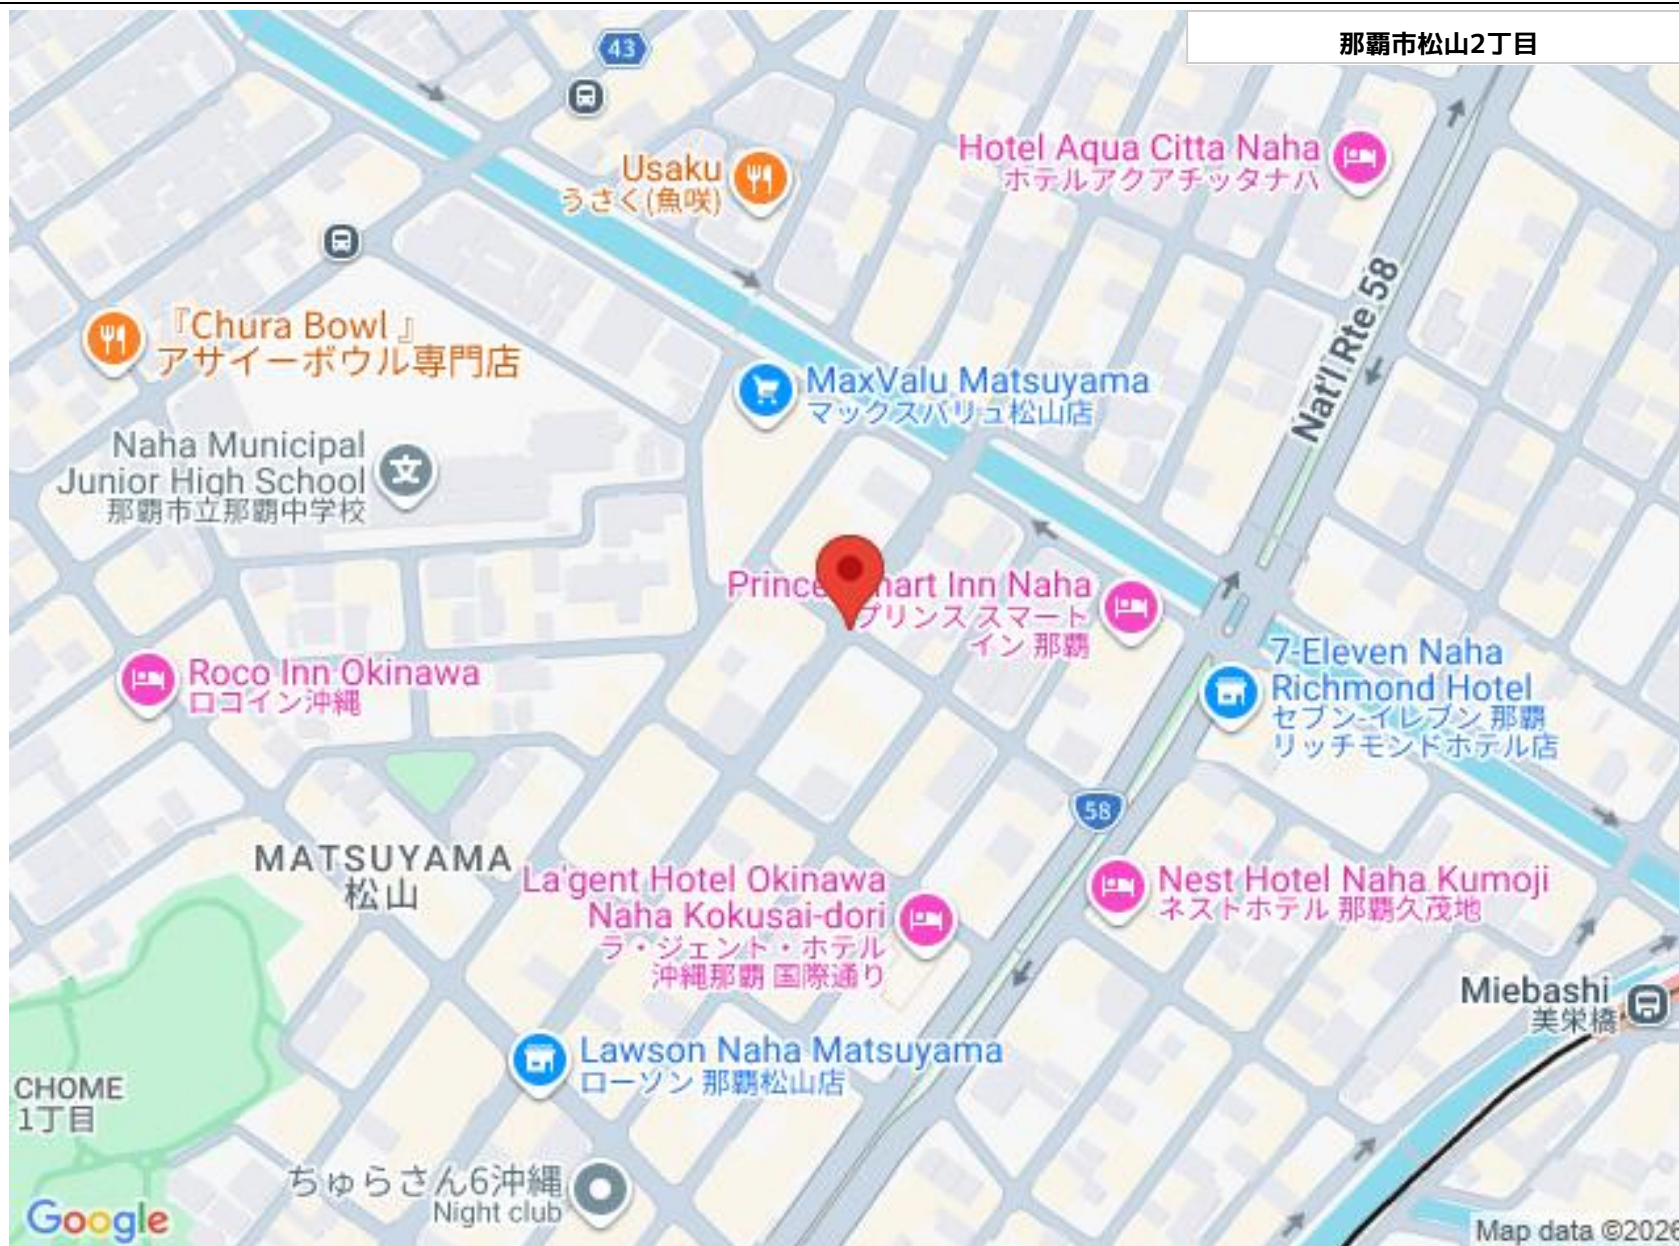 那覇市松山2丁目
43
Usaku
うさく(魚咲)
Hotel Aqua Citta Naha
ホテルアクアチッタナハ
Nat'l Rte 58
『Chura Bowl 』
アサイーボウル専門店
MaxValu Matsuyama
マックスバリュ松山店
Naha Municipal
Junior High School
那覇市立那覇中学校
文
Prince
mart Inn Naha
プリンス スマート
イン 那覇
Roco Inn Okinawa
ロコイン沖縄
7-Eleven Naha
Richmond Hotel
セブン-イレブン 那覇
リッチモンドホテル店
58
MATSUYAMA
松山
La'gent Hotel Okinawa
Naha Kokusai-dori
ラ・ジェント・ホテル
沖縄那覇 国際通り
Nest Hotel Naha Kumoji
ネストホテル 那覇久茂地
Miebashi
美栄橋
Lawson Naha Matsuyama
ローソン 那覇松山店
CHOME
1丁目
ちゅらさん6沖縄
Night club
Google
Map data ©2026